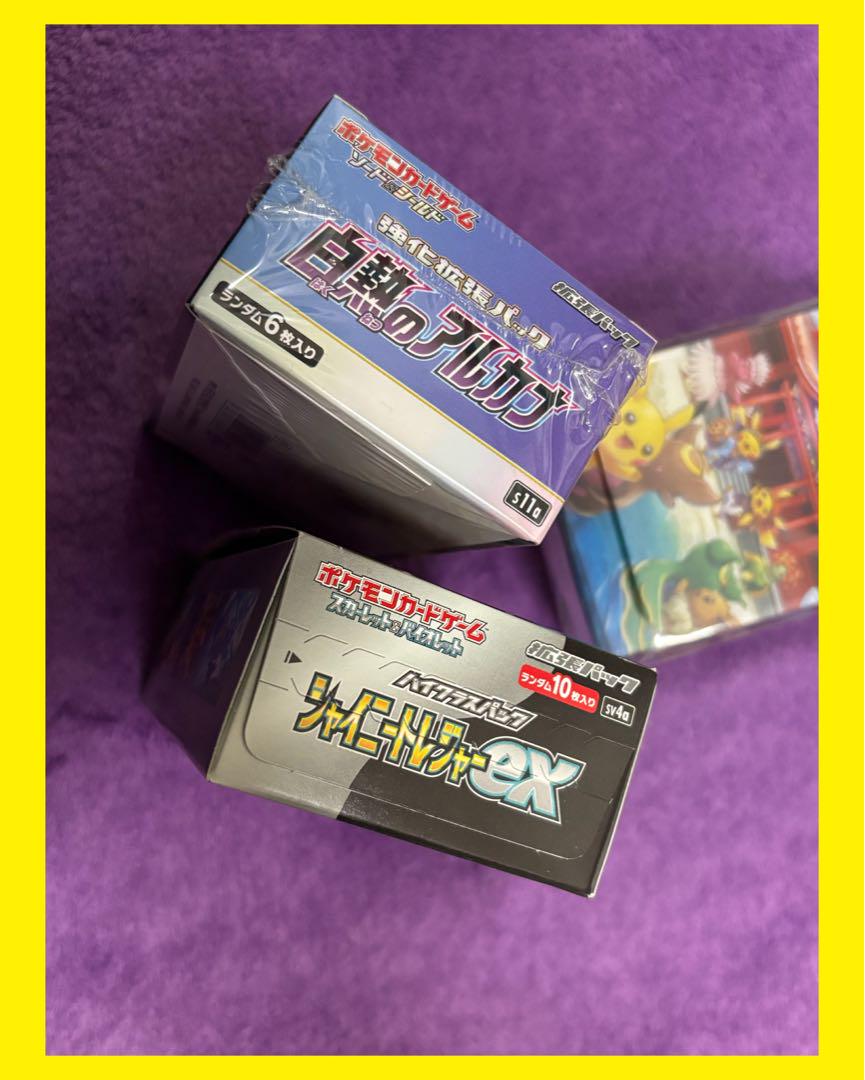 ポケモンカードゲーム
ソード&シールド
強化拡張パック
拡張パック
白熱のアルカナ
はく ねつ
ランダム6枚入り
s11a
ポケモンカードゲーム
スカーレット&バイオレット
拡張パック
ランダム10枚入り
SV4a
ハイクラスパック
シャイニートレジャーex